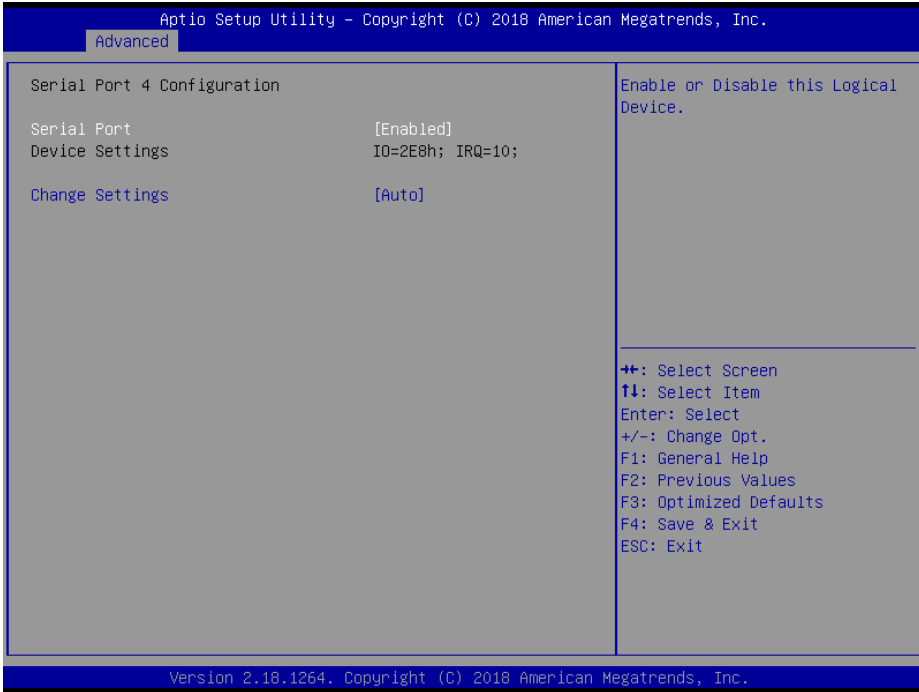 Aptio Setup Utility – Copyright (C) 2018 American Megatrends, Inc.
Advanced
Serial Port 4 Configuration
Serial Port [Enabled]
Device Settings IO=2E8h; IRQ=10;
Change Settings [Auto]
Enable or Disable this Logical
Device.
→←: Select Screen
↑↓: Select Item
Enter: Select
+/-: Change Opt.
F1: General Help
F2: Previous Values
F3: Optimized Defaults
F4: Save & Exit
ESC: Exit
Version 2.18.1264. Copyright (C) 2018 American Megatrends, Inc.